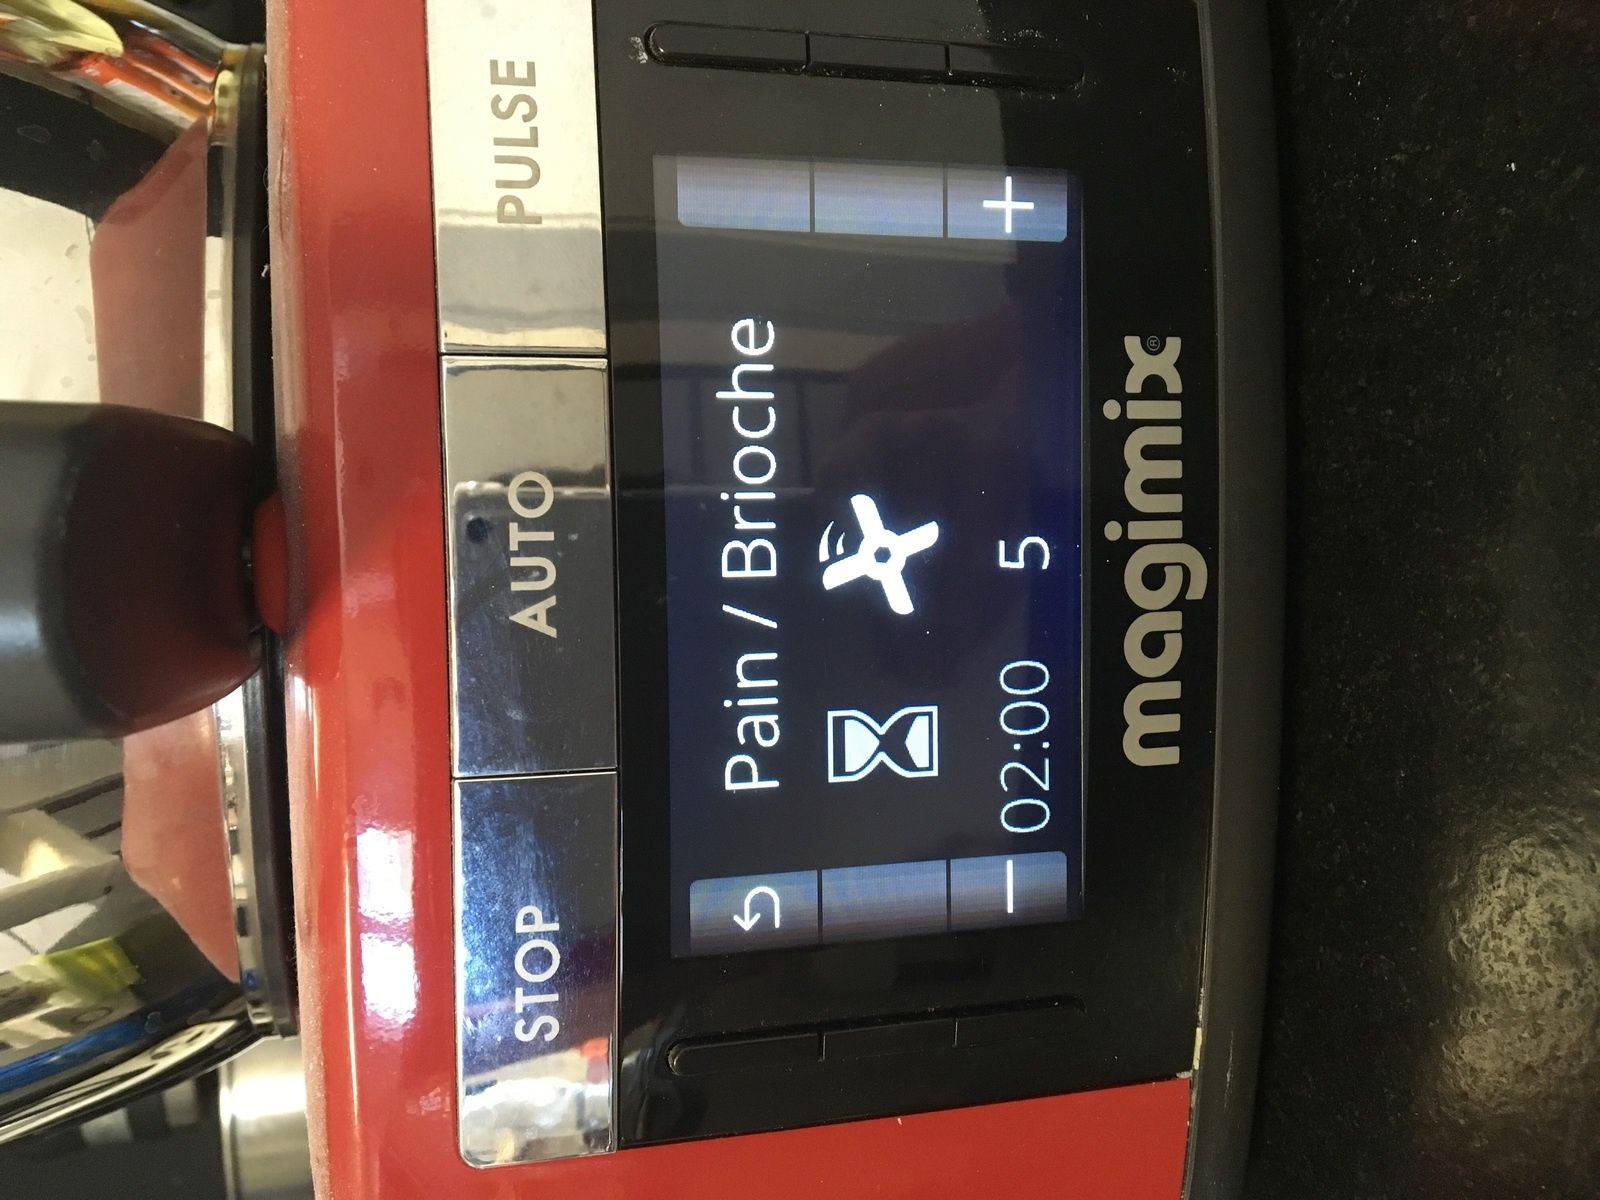 STOP AUTO PULSE
Pain / Brioche
02:00 5
− +
magimix®